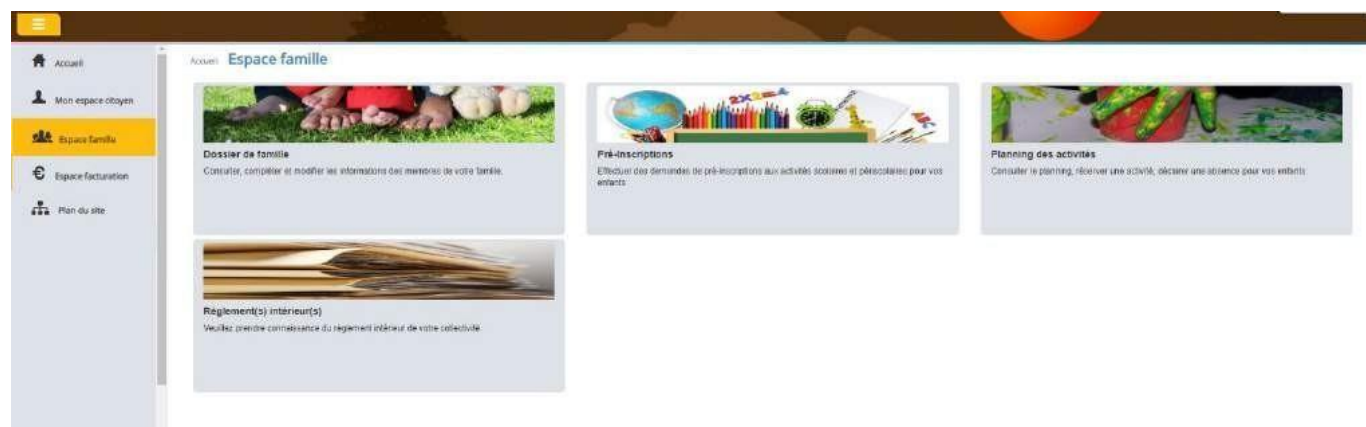 Accueil
Mon espace citoyen
Espace famille
Espace facturation
Plan du site
Accueil Espace famille
Dossier de famille
Consulter, compléter et modifier les informations des membres de votre famille.
2X2=4
ABC
Pré-inscriptions
Effectuer des demandes de pré-inscriptions aux activités scolaires et périscolaires pour vos
enfants
Planning des activités
Consulter le planning, réserver une activité, déclarer une absence pour vos enfants
Règlement(s) intérieur(s)
Veuillez prendre connaissance du règlement intérieur de votre collectivité.